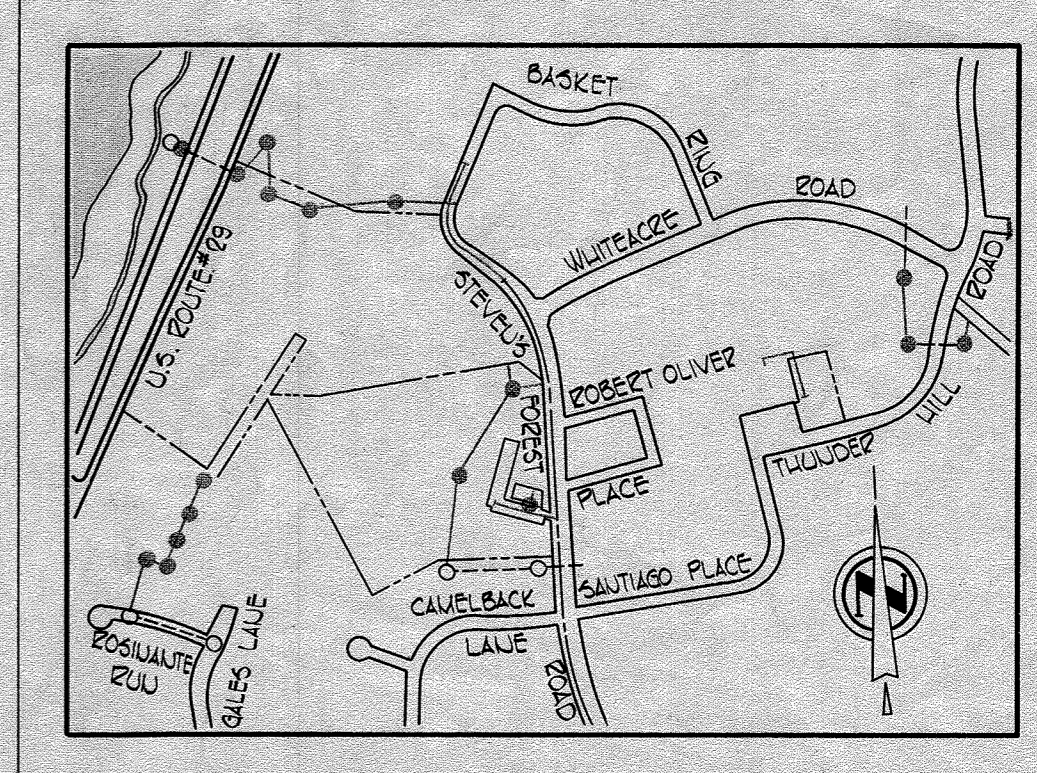 BASKET
RING
ROAD
WHITEACRE
ROAD
U.S. ROUTE #29
STEVEN'S
ROBERT OLIVER
FOREST
HILL
THUNDER
PLACE
N
SANTIAGO PLACE
CAMELBACK
LANE
ROSINANTE
RUN
GALES LANE
ROAD